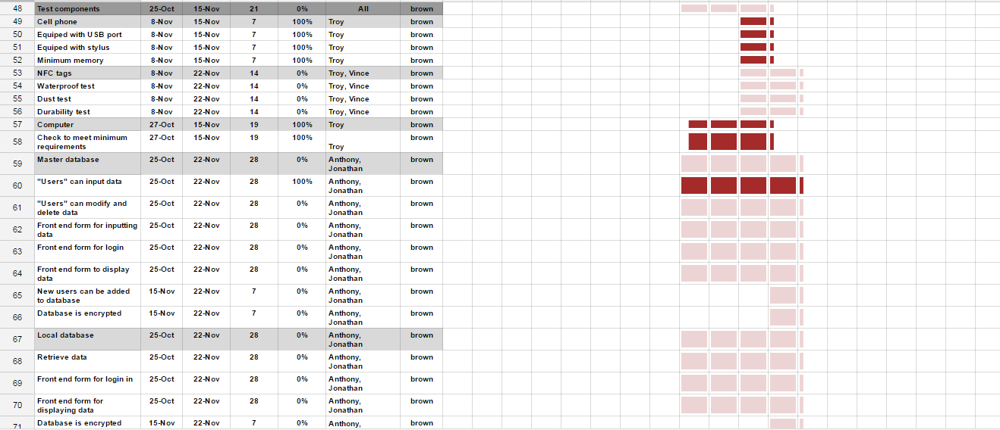 48 Test components 25-Oct 15-Nov 21 0% All brown
49 Cell phone 8-Nov 15-Nov 7 100% Troy brown
50 Equiped with USB port 8-Nov 15-Nov 7 100% Troy brown
51 Equiped with stylus 8-Nov 15-Nov 7 100% Troy brown
52 Minimum memory 8-Nov 15-Nov 7 100% Troy brown
53 NFC tags 8-Nov 22-Nov 14 0% Troy, Vince brown
54 Waterproof test 8-Nov 22-Nov 14 0% Troy, Vince brown
55 Dust test 8-Nov 22-Nov 14 0% Troy, Vince brown
56 Durability test 8-Nov 22-Nov 14 0% Troy, Vince brown
57 Computer 27-Oct 15-Nov 19 100% Troy brown
58 Check to meet minimum 27-Oct 15-Nov 19 100% brown
requirements Troy
59 Master database 25-Oct 22-Nov 28 0% Anthony, brown
Jonathan
60 "Users" can input data 25-Oct 22-Nov 28 100% Anthony, brown
Jonathan
61 "Users" can modify and 25-Oct 22-Nov 28 0% Anthony, brown
delete data Jonathan
62 Front end form for inputting 25-Oct 22-Nov 28 0% Anthony, brown
data Jonathan
63 Front end form for login 25-Oct 22-Nov 28 0% Anthony, brown
Jonathan
64 Front end form to display 25-Oct 22-Nov 28 0% Anthony, brown
data Jonathan
65 New users can be added 15-Nov 22-Nov 7 0% Anthony, brown
to database Jonathan
66 Database is encrypted 15-Nov 22-Nov 7 0% Anthony, brown
Jonathan
67 Local database 25-Oct 22-Nov 28 0% Anthony, brown
Jonathan
68 Retrieve data 25-Oct 22-Nov 28 0% Anthony, brown
Jonathan
69 Front end form for login in 25-Oct 22-Nov 28 0% Anthony, brown
Jonathan
70 Front end form for 25-Oct 22-Nov 28 0% Anthony, brown
displaying data Jonathan
71 Database is encrypted 15-Nov 22-Nov 7 0% Anthony, brown